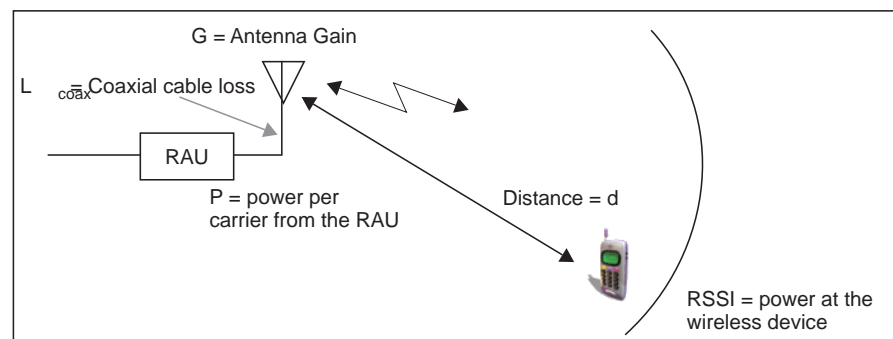 G = Antenna Gain
L coax = Coaxial cable loss
RAU
P = power per
carrier from the RAU
Distance = d
RSSI = power at the
wireless device